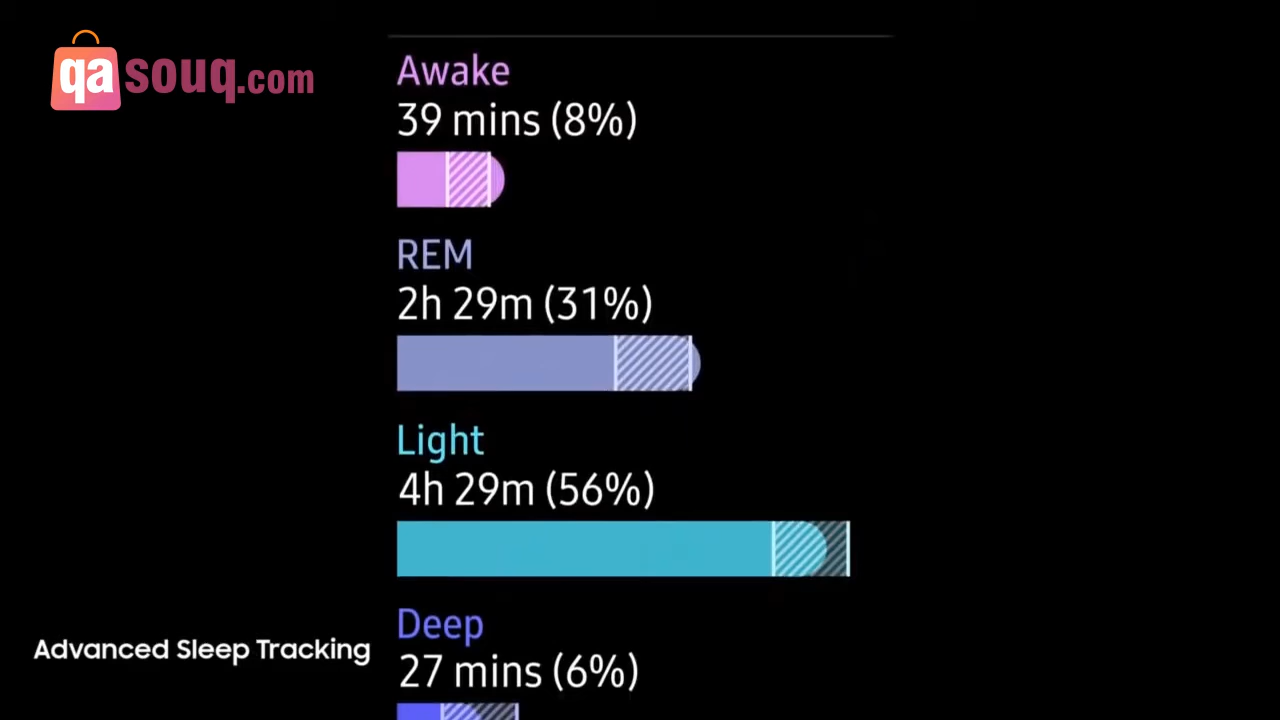 qasouq.com
Awake
39 mins (8%)
REM
2h 29m (31%)
Light
4h 29m (56%)
Deep
27 mins (6%)
Advanced Sleep Tracking